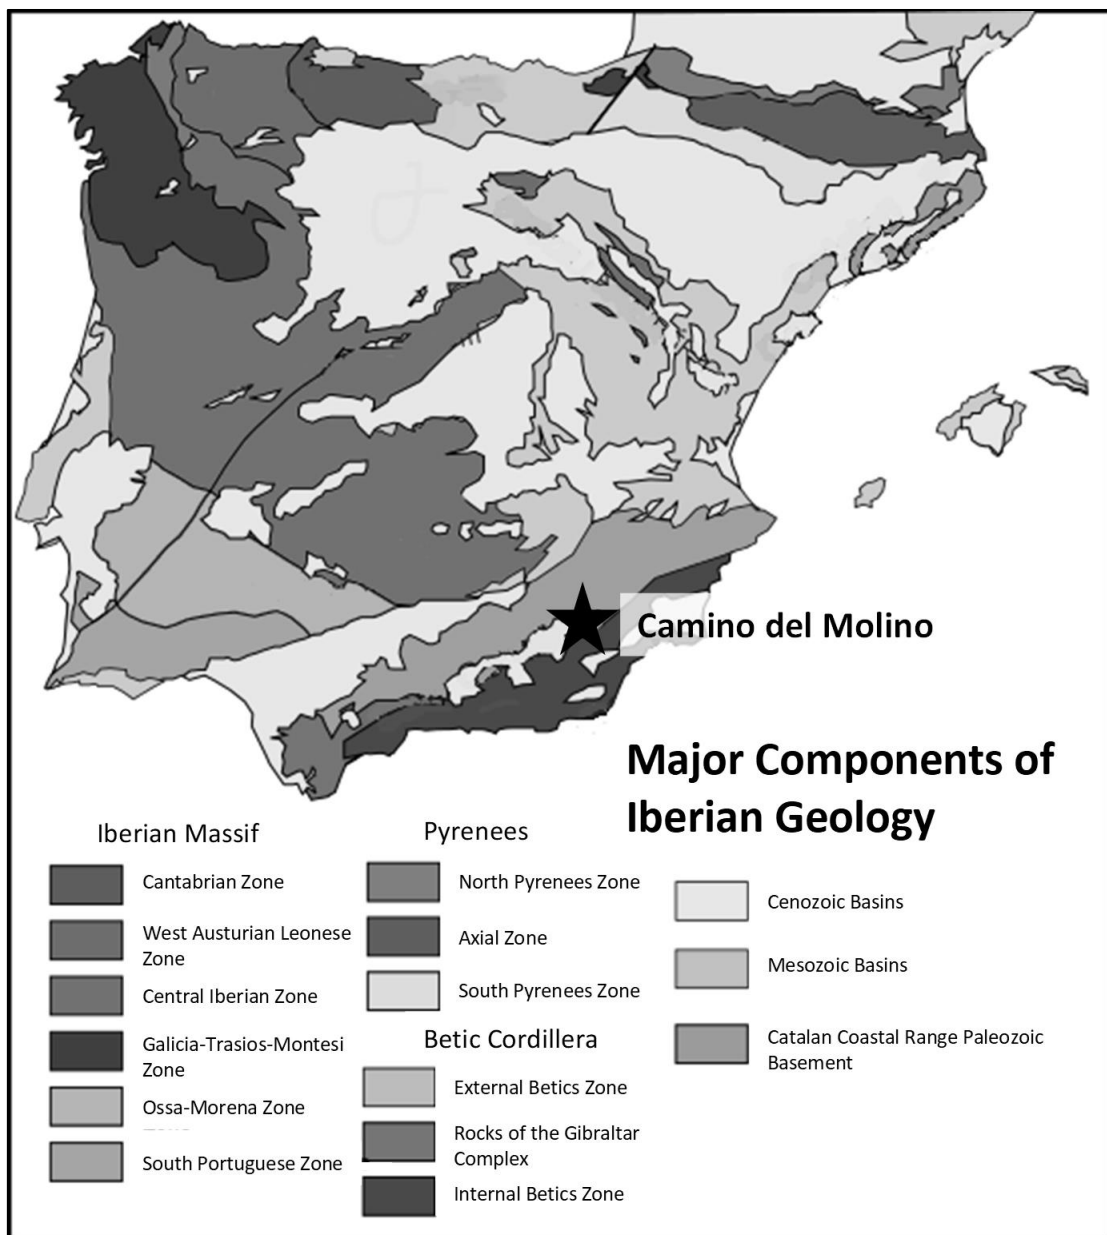 Camino del Molino
Major Components of
Iberian Geology
Iberian Massif
Cantabrian Zone
West Austurian Leonese
Zone
Central Iberian Zone
Galicia-Trasios-Montesi
Zone
Ossa-Morena Zone
South Portuguese Zone
Pyrenees
North Pyrenees Zone
Axial Zone
South Pyrenees Zone
Betic Cordillera
External Betics Zone
Rocks of the Gibraltar
Complex
Internal Betics Zone
Cenozoic Basins
Mesozoic Basins
Catalan Coastal Range Paleozoic
Basement